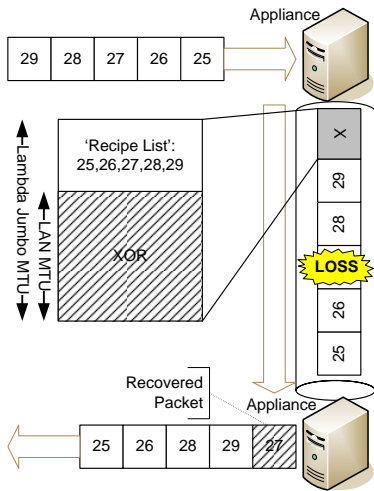 Appliance
29 28 27 26 25
X
'Recipe List':
25,26,27,28,29
29
Lambda Jumbo MTU
LAN MTU
28
XOR
LOSS
26
25
Recovered
Packet
Appliance
25 26 28 29 27